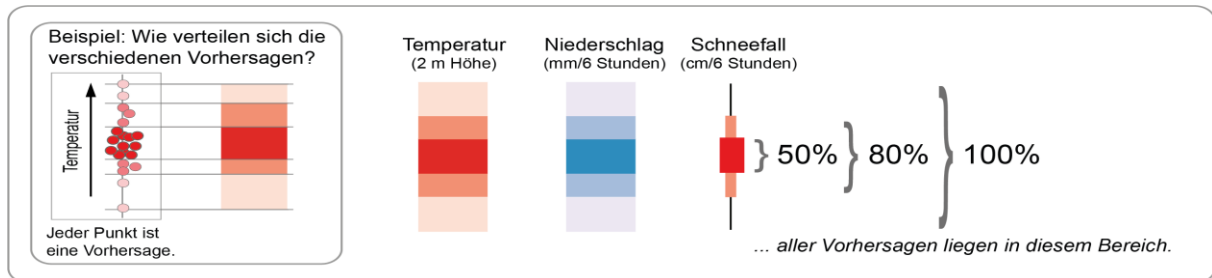 Beispiel: Wie verteilen sich die
verschiedenen Vorhersagen?
Temperatur
Jeder Punkt ist
eine Vorhersage.
Temperatur
(2 m Höhe)
Niederschlag
(mm/6 Stunden)
Schneefall
(cm/6 Stunden)
50%
80%
100%
... aller Vorhersagen liegen in diesem Bereich.